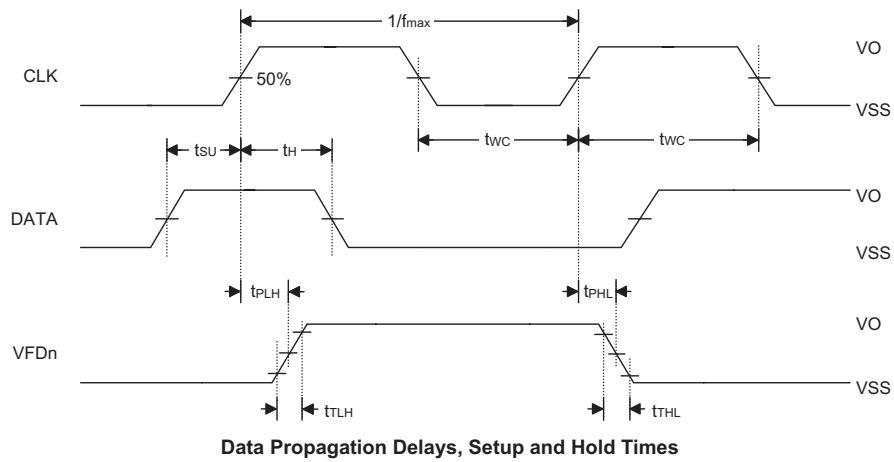 1/fmax
VO
CLK
50%
VSS
tSU
tH
tWC
tWC
VO
DATA
VSS
tPLH
tPHL
VO
VFDn
VSS
tTLH
tTHL
Data Propagation Delays, Setup and Hold Times